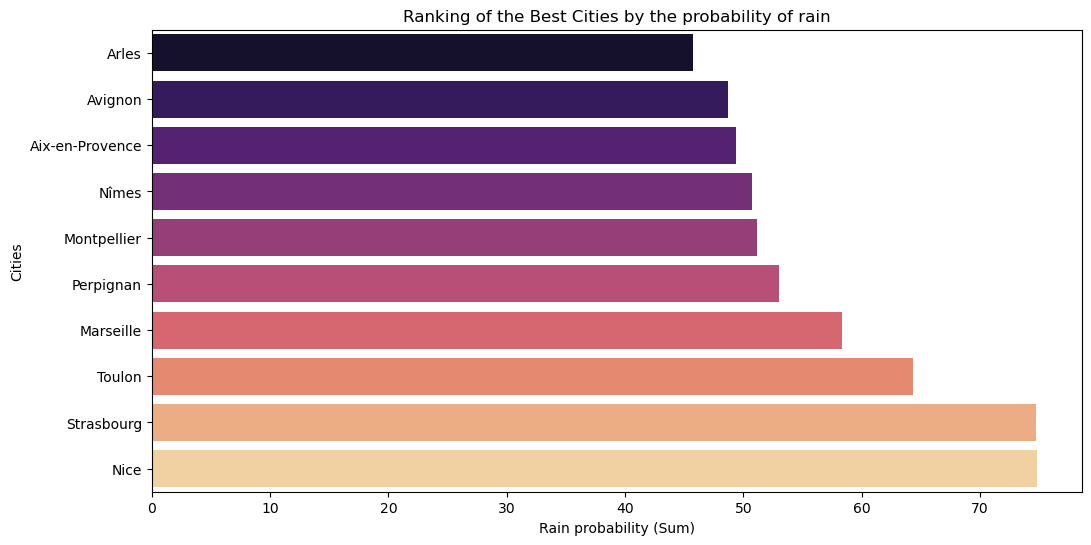 Ranking of the Best Cities by the probability of rain
Cities
Arles
Avignon
Aix-en-Provence
Nîmes
Montpellier
Perpignan
Marseille
Toulon
Strasbourg
Nice
0 10 20 30 40 50 60 70
Rain probability (Sum)